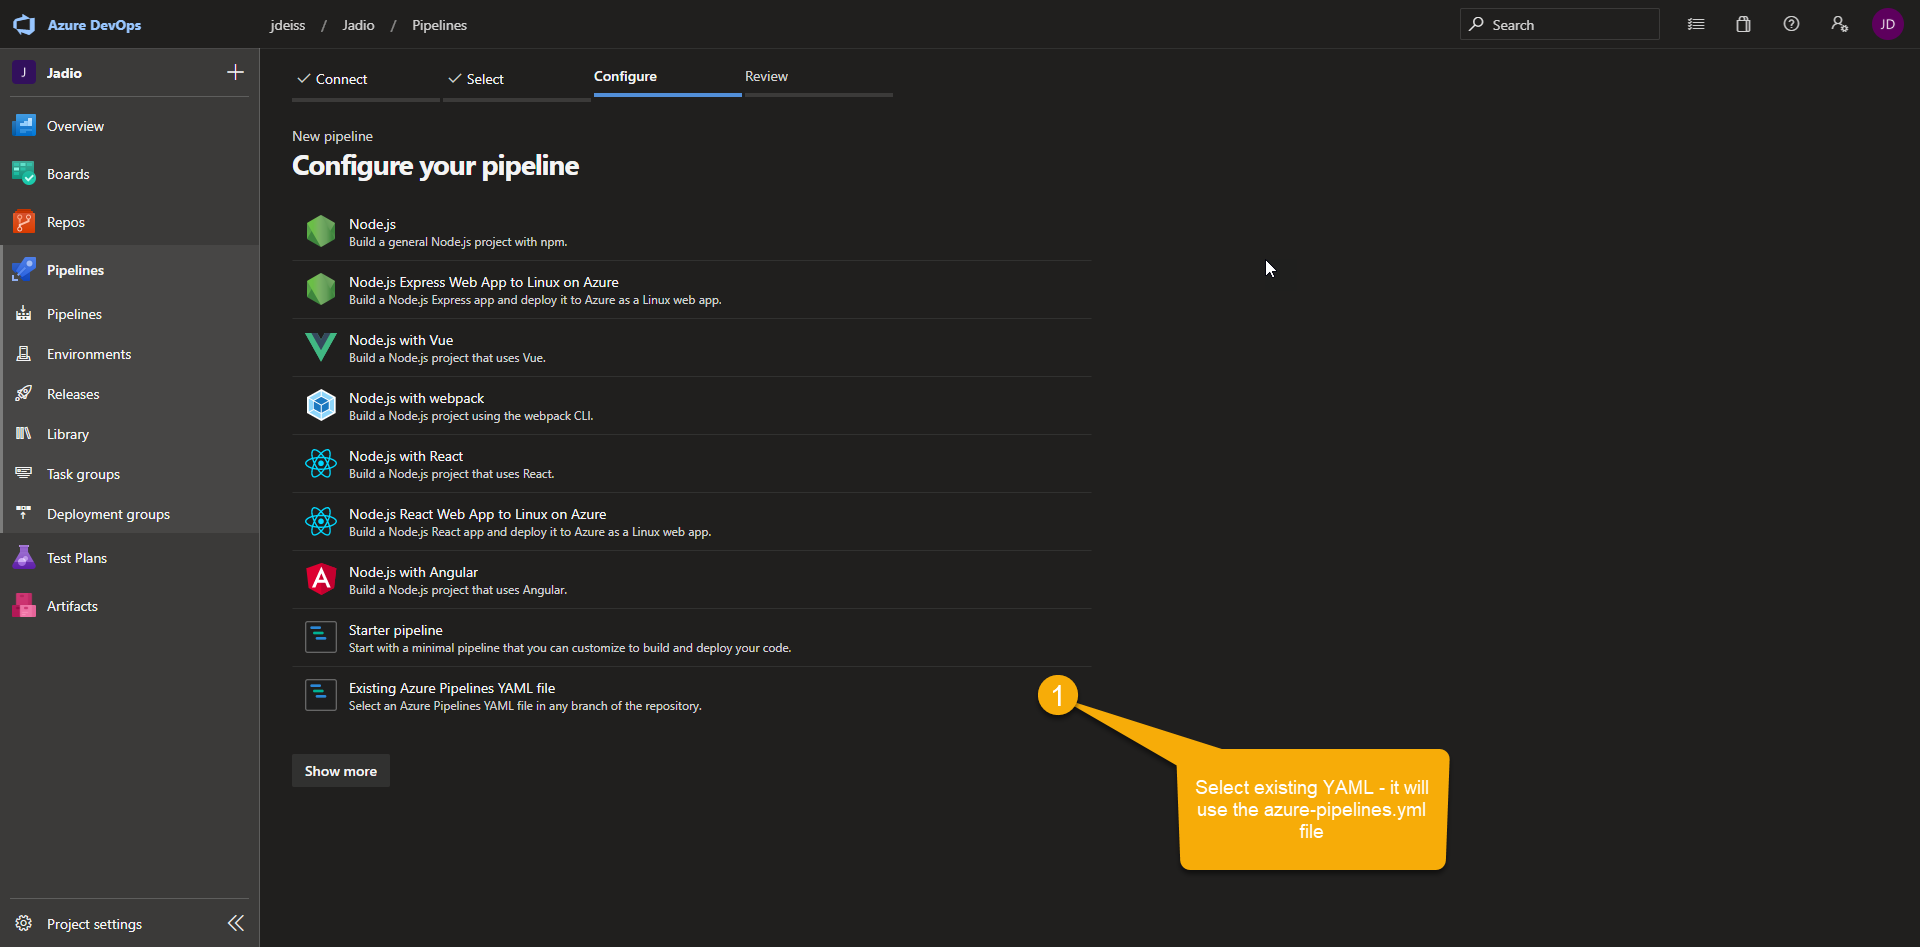 Azure DevOps
jdeiss / Jadio / Pipelines
Search
JD
J Jadio
Overview
Boards
Repos
Pipelines
Pipelines
Environments
Releases
Library
Task groups
Deployment groups
Test Plans
Artifacts
Project settings
Connect
Select
Configure
Review
New pipeline
Configure your pipeline
Node.js
Build a general Node.js project with npm.
Node.js Express Web App to Linux on Azure
Build a Node.js Express app and deploy it to Azure as a Linux web app.
Node.js with Vue
Build a Node.js project that uses Vue.
Node.js with webpack
Build a Node.js project using the webpack CLI.
Node.js with React
Build a Node.js project that uses React.
Node.js React Web App to Linux on Azure
Build a Node.js React app and deploy it to Azure as a Linux web app.
Node.js with Angular
Build a Node.js project that uses Angular.
Starter pipeline
Start with a minimal pipeline that you can customize to build and deploy your code.
Existing Azure Pipelines YAML file
Select an Azure Pipelines YAML file in any branch of the repository.
Show more
1
Select existing YAML - it will
use the azure-pipelines.yml
file